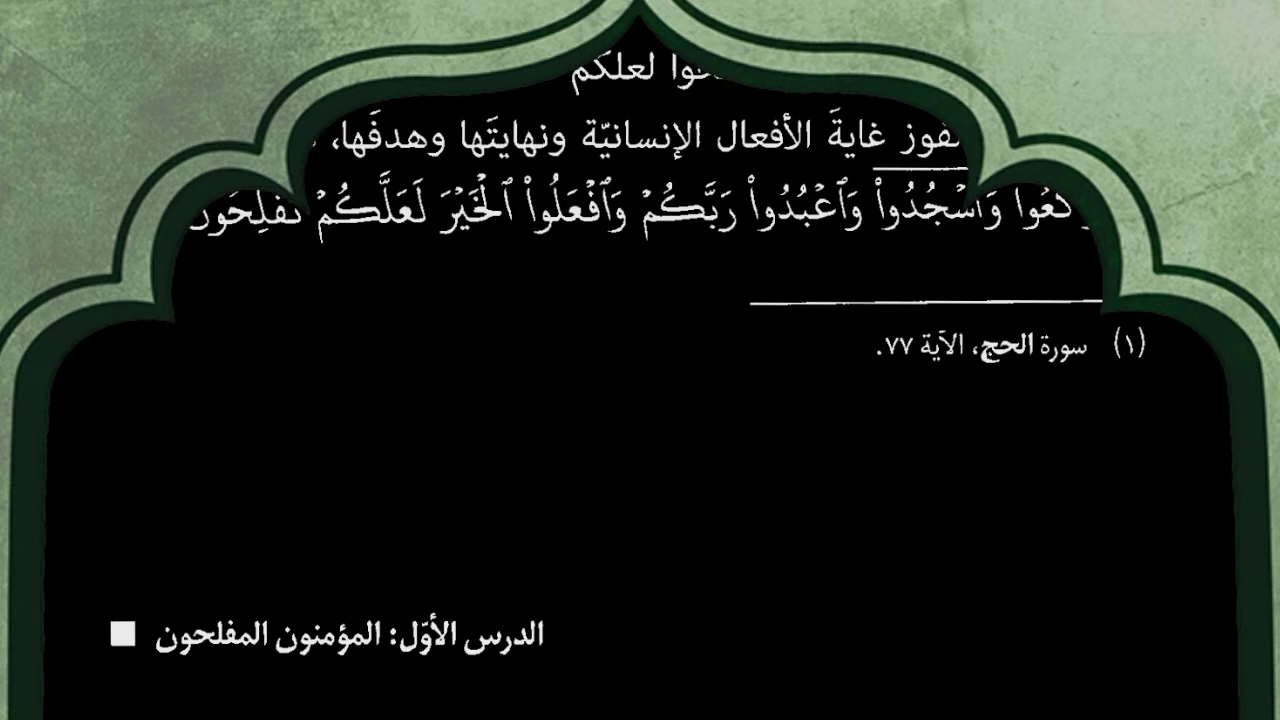 لعلكم
غايةَ الأفعال الإنسانيّة ونهايتَها وهدفَها،
وَٱسۡجُدُواْ وَٱعۡبُدُواْ رَبَّكُمۡ وَٱفۡعَلُواْ ٱلۡخَيۡرَ لَعَلَّكُمۡ تُفۡلِحُونَ
(١) سورة الحج، الآية ٧٧.
الدرس الأوّل: المؤمنون المفلحون